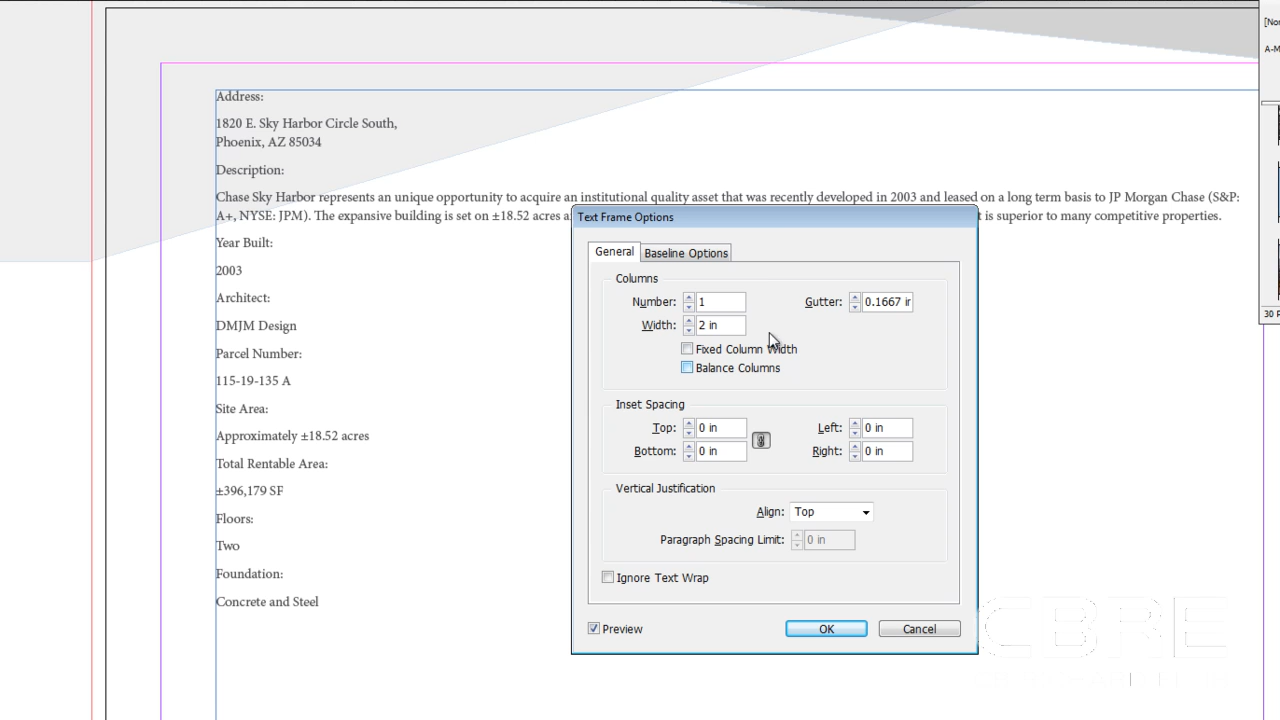 [No
A-M
Address:
1820 E. Sky Harbor Circle South,
Phoenix, AZ 85034
Description:
Chase Sky Harbor represents an unique opportunity to acquire an institutional quality asset that was recently developed in 2003 and leased on a long term basis to JP Morgan Chase (S&P:
A+, NYSE: JPM). The expansive building is set on ±18.52 acres a t is superior to many competitive properties.
Year Built:
2003
Architect:
DMJM Design
Parcel Number:
115-19-135 A
Site Area:
Approximately ±18.52 acres
Total Rentable Area:
±396,179 SF
Floors:
Two
Foundation:
Concrete and Steel
Text Frame Options
General Baseline Options
Columns
Number: 1 Gutter: 0.1667 ir
Width: 2 in
Fixed Column Width
Balance Columns
Inset Spacing
Top: 0 in Left: 0 in
Bottom: 0 in Right: 0 in
Vertical Justification
Align: Top
Paragraph Spacing Limit: 0 in
Ignore Text Wrap
Preview OK Cancel
30 P
CBRE